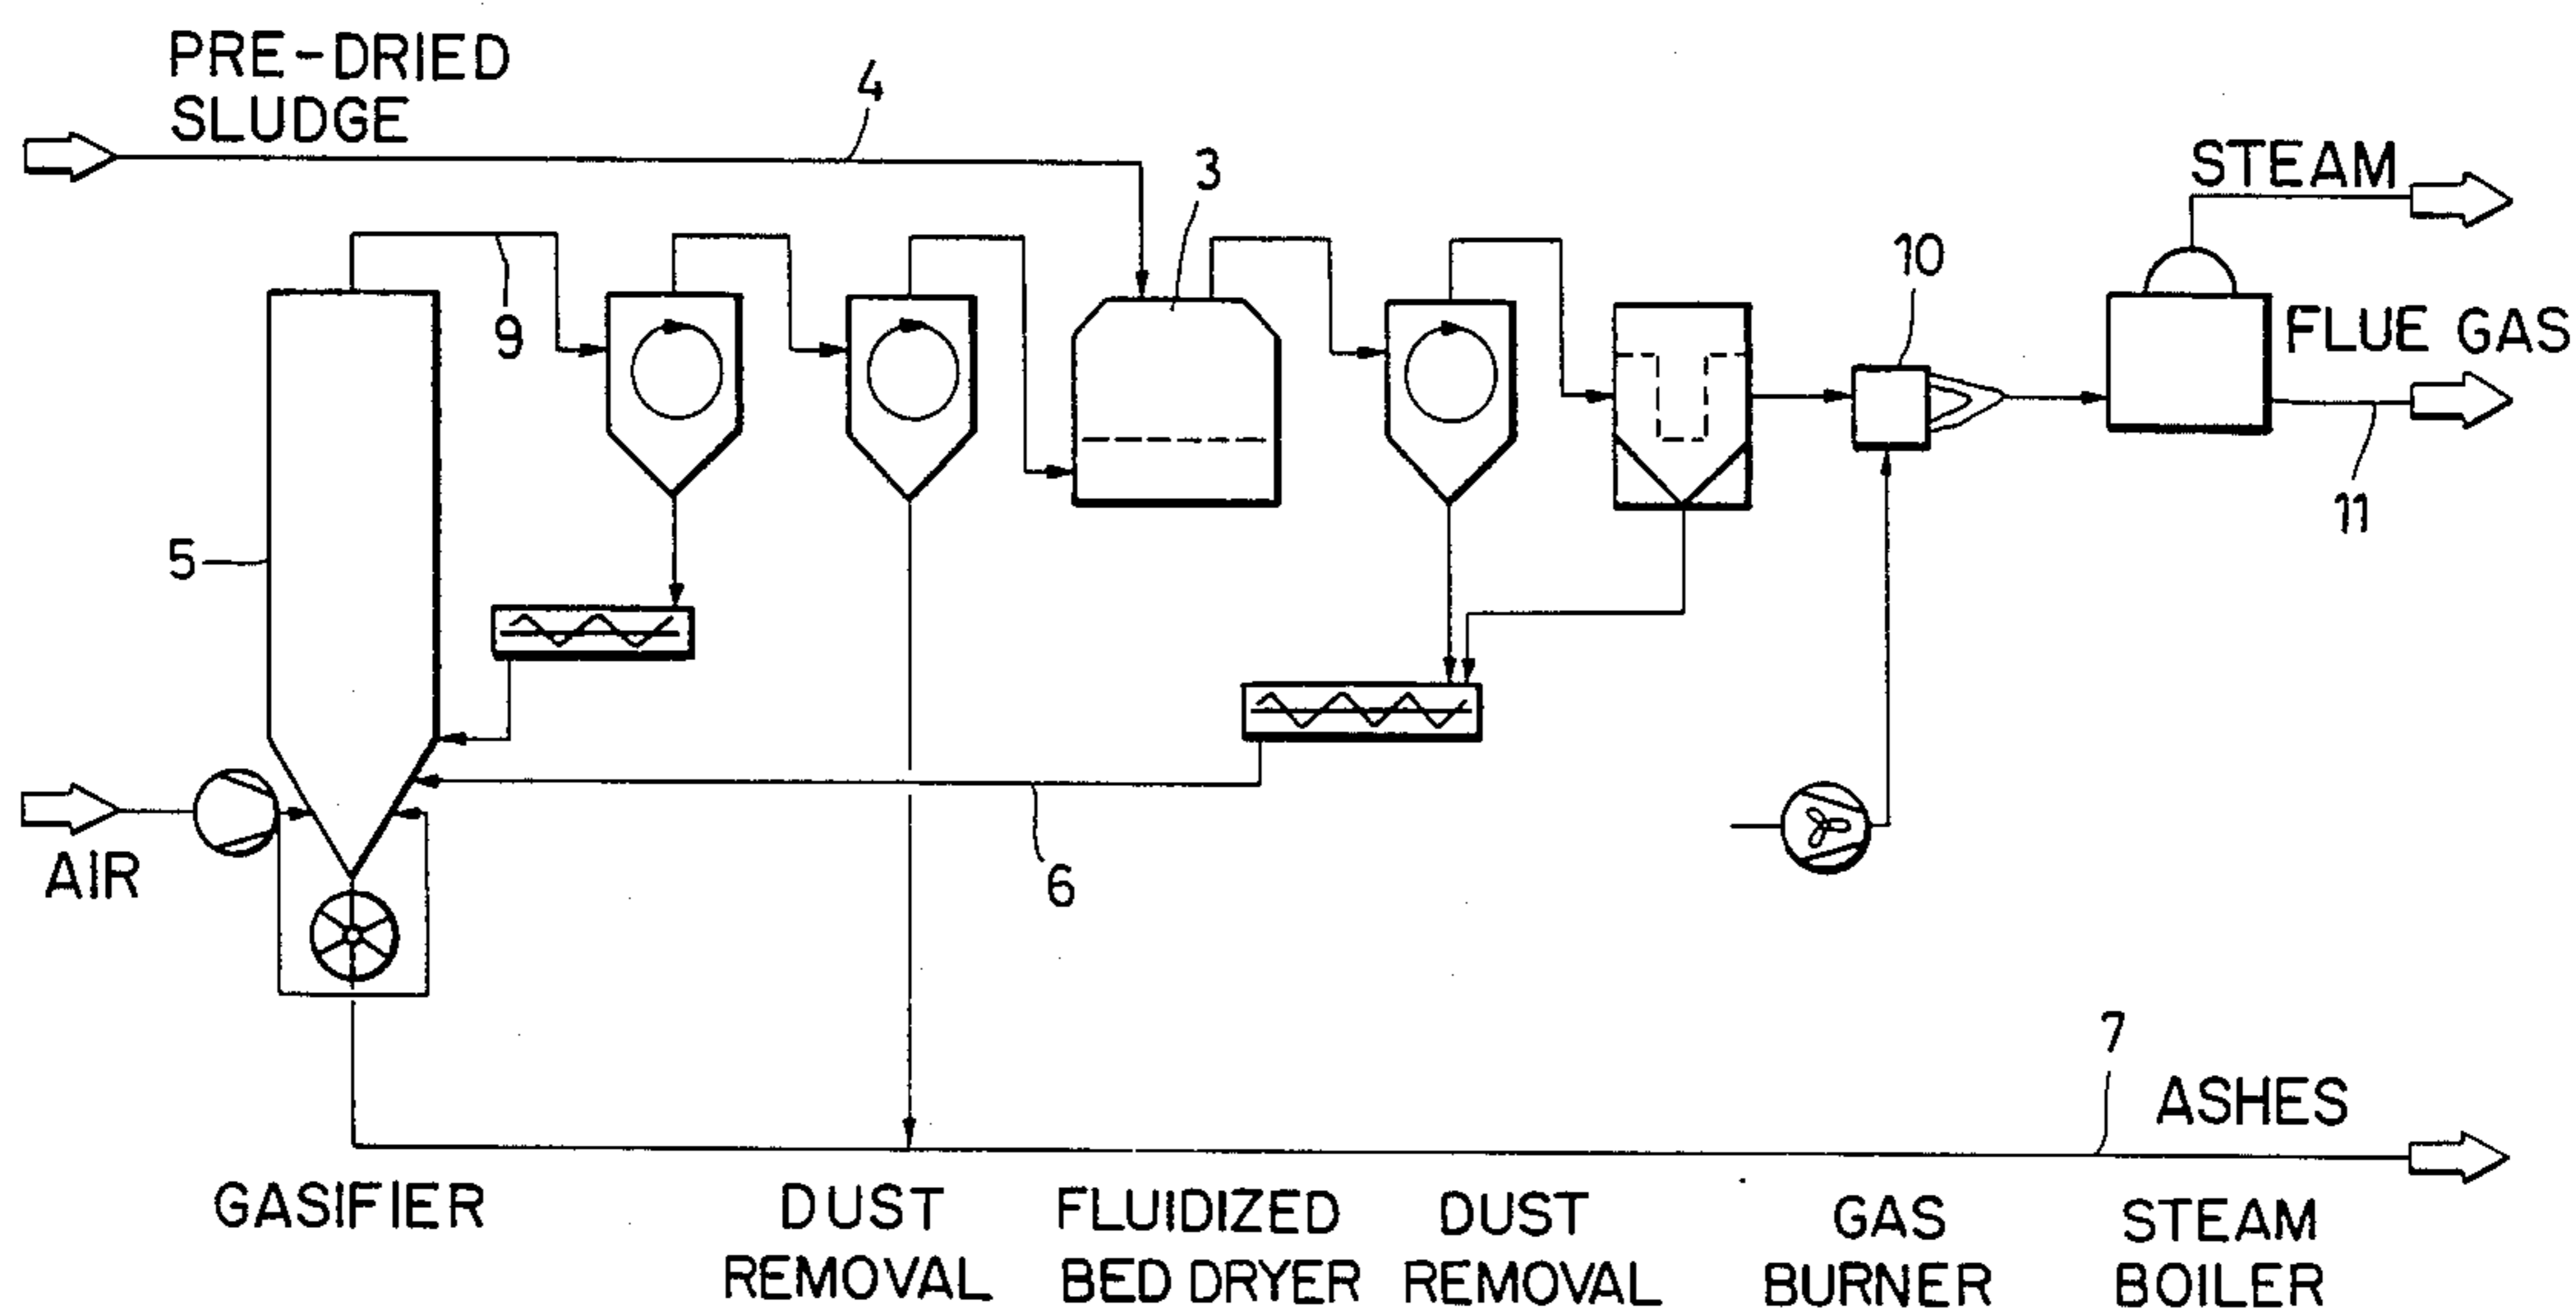 PRE-DRIED
SLUDGE
4
3
STEAM
10
9
FLUE GAS
11
5
AIR
6
7
ASHES
GASIFIER
DUST
REMOVAL
FLUIDIZED
BED DRYER
DUST
REMOVAL
GAS
BURNER
STEAM
BOILER